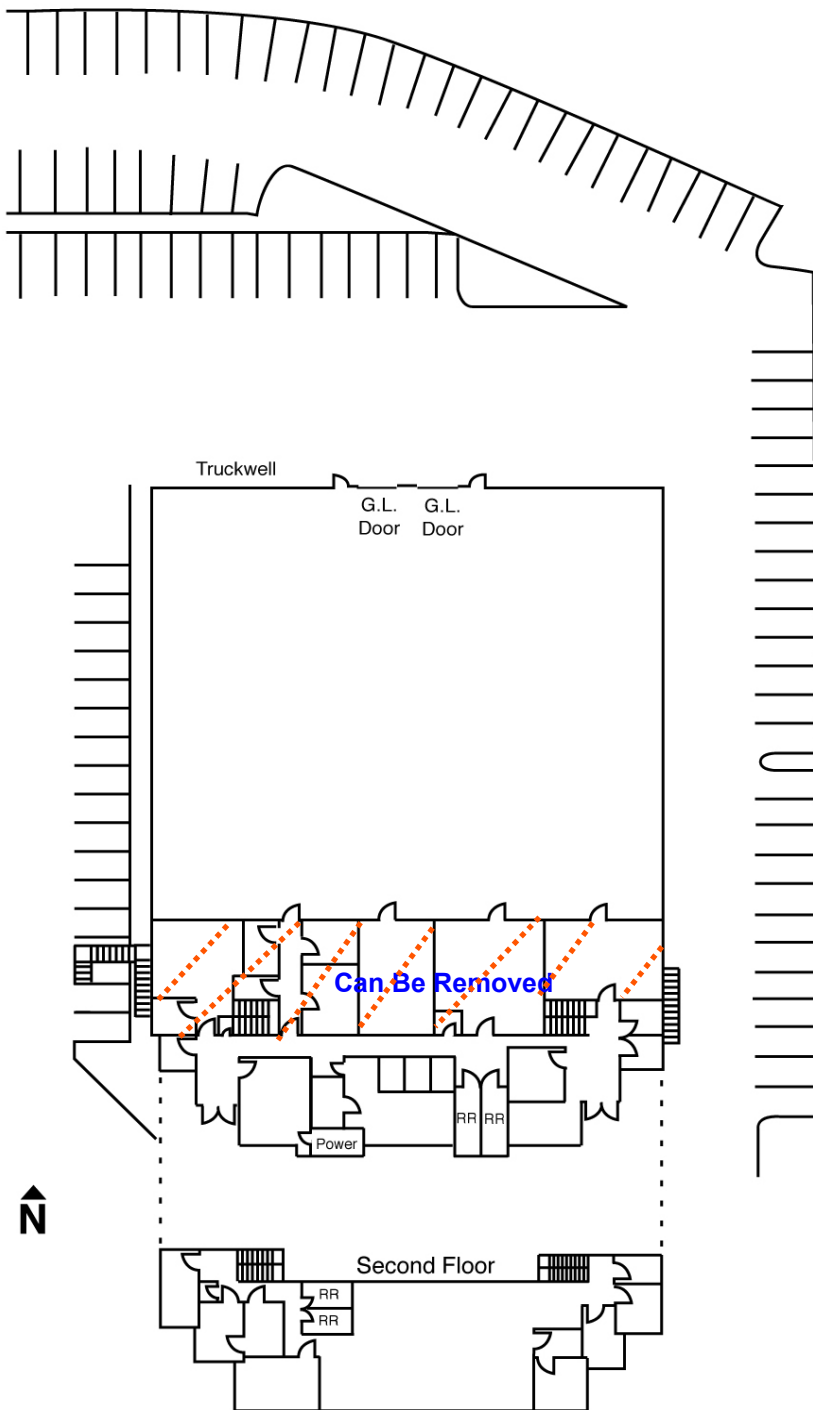 Truckwell
G.L.
Door
G.L.
Door
Can Be Removed
RR
RR
Power
N
Second Floor
RR
RR